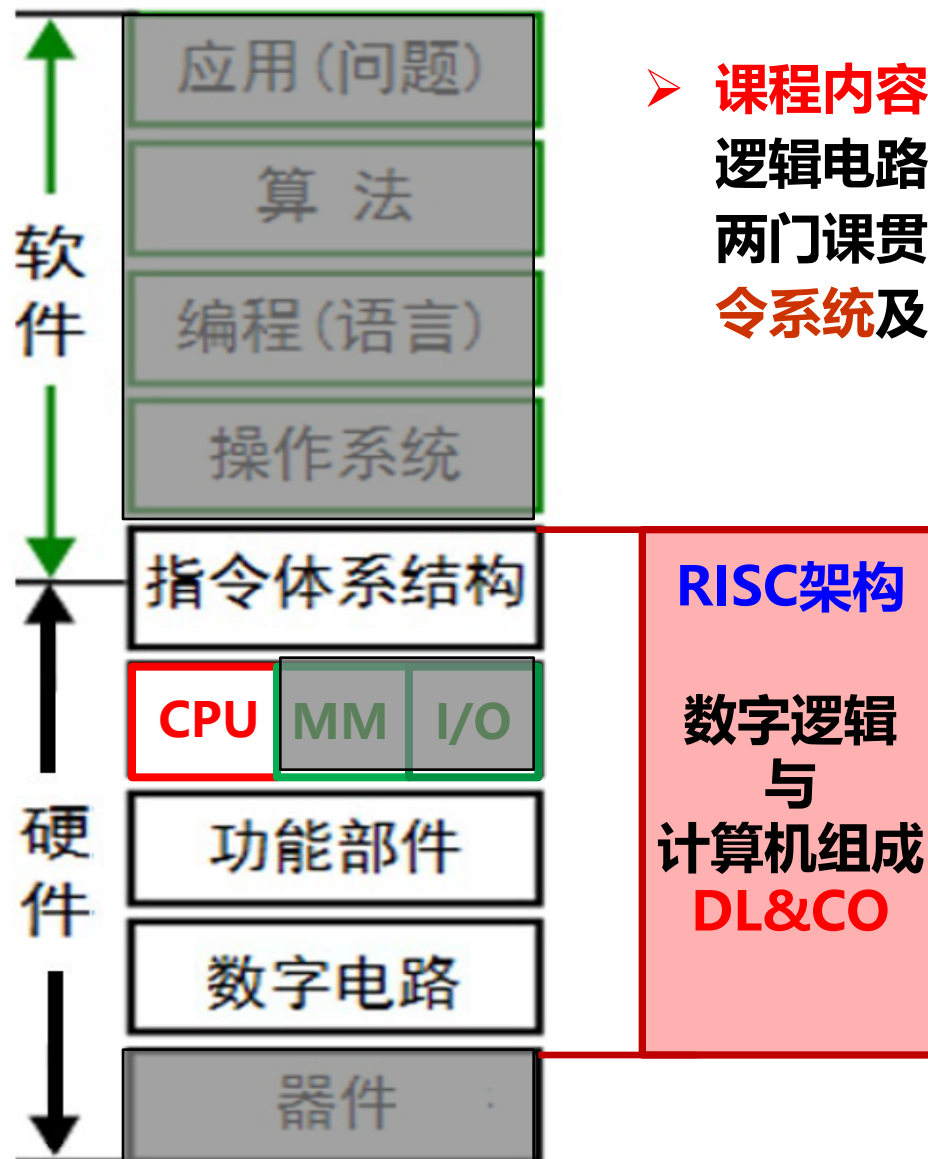 应用(问题)
算 法
编程(语言)
操作系统
指令体系结构
CPU MM I/O
功能部件
数字电路
器件
软件
硬件
➢ 课程内容
逻辑电路
两门课贯
令系统及
RISC架构
数字逻辑
与
计算机组成
DL&CO